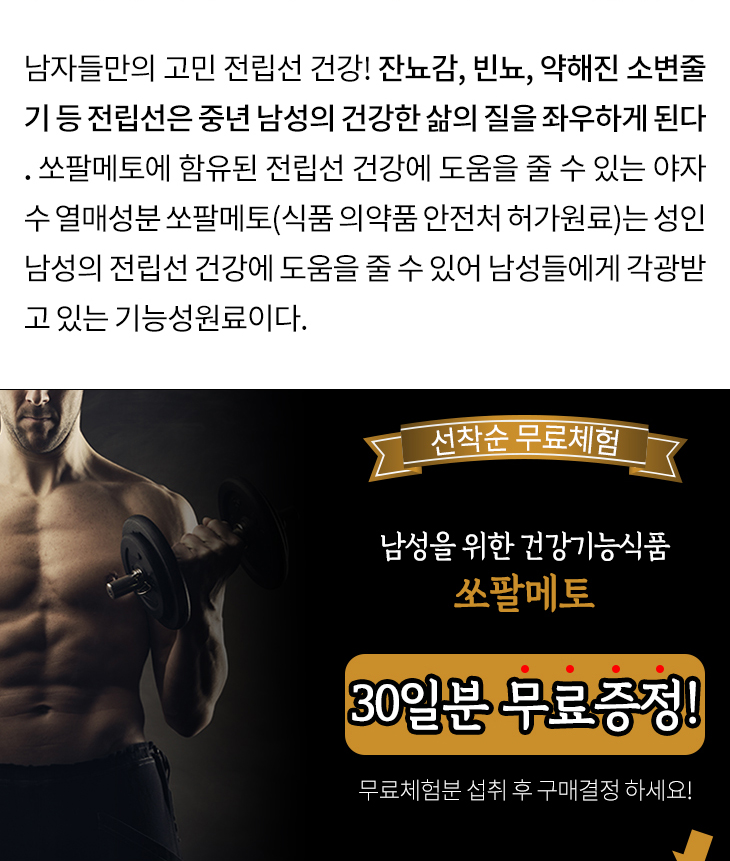 남자들만의 고민 전립선 건강! 잔뇨감, 빈뇨, 약해진 소변줄
기 등 전립선은 중년 남성의 건강한 삶의 질을 좌우하게 된다
. 쏘팔메토에 함유된 전립선 건강에 도움을 줄 수 있는 야자
수 열매성분 쏘팔메토(식품 의약품 안전처 허가원료)는 성인
남성의 전립선 건강에 도움을 줄 수 있어 남성들에게 각광받
고 있는 기능성원료이다.
선착순 무료체험
남성을 위한 건강기능식품
쏘팔메토
30일분 무료증정!
무료체험분 섭취 후 구매결정 하세요!